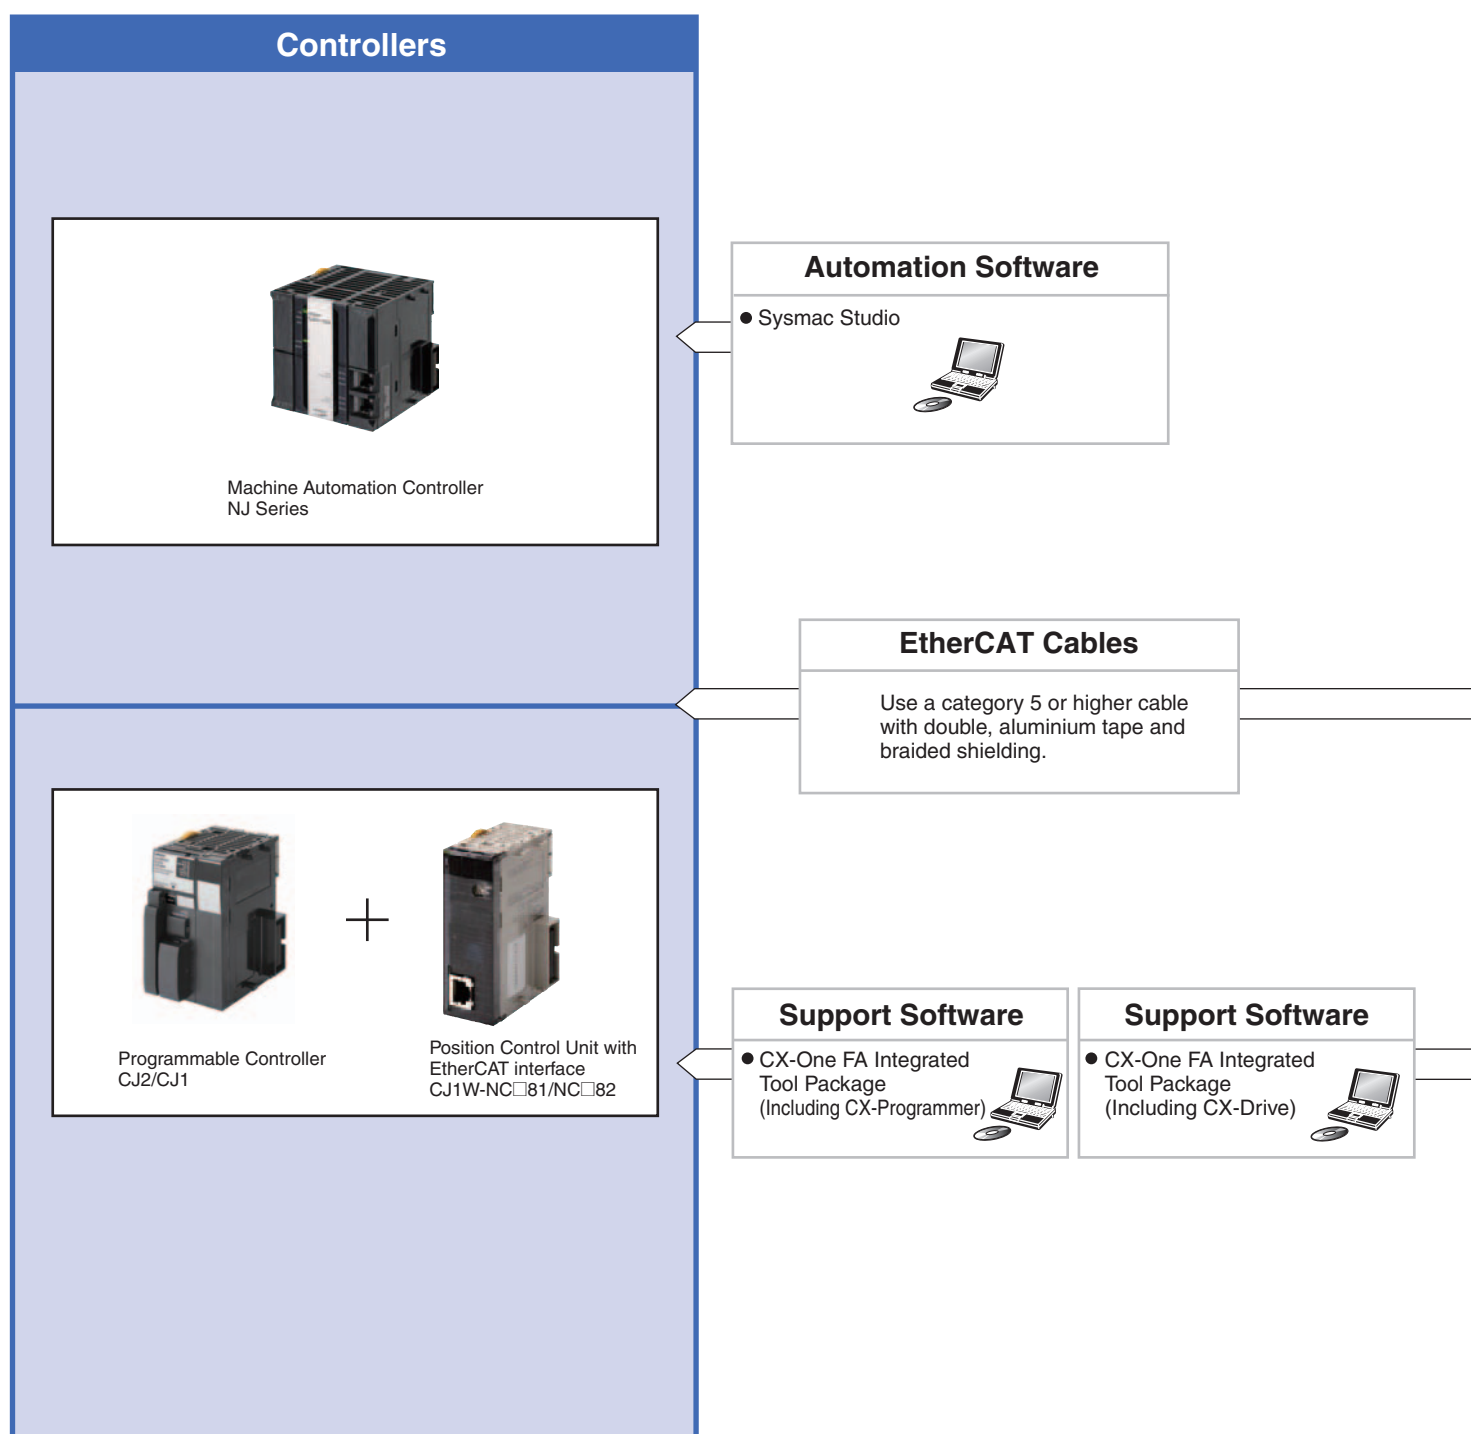 Controllers
Machine Automation Controller
NJ Series
Automation Software
● Sysmac Studio
EtherCAT Cables
Use a category 5 or higher cable
with double, aluminium tape and
braided shielding.
Programmable Controller
CJ2/CJ1
Position Control Unit with
EtherCAT interface
CJ1W-NC□81/NC□82
Support Software
● CX-One FA Integrated
Tool Package
(Including CX-Programmer)
Support Software
● CX-One FA Integrated
Tool Package
(Including CX-Drive)